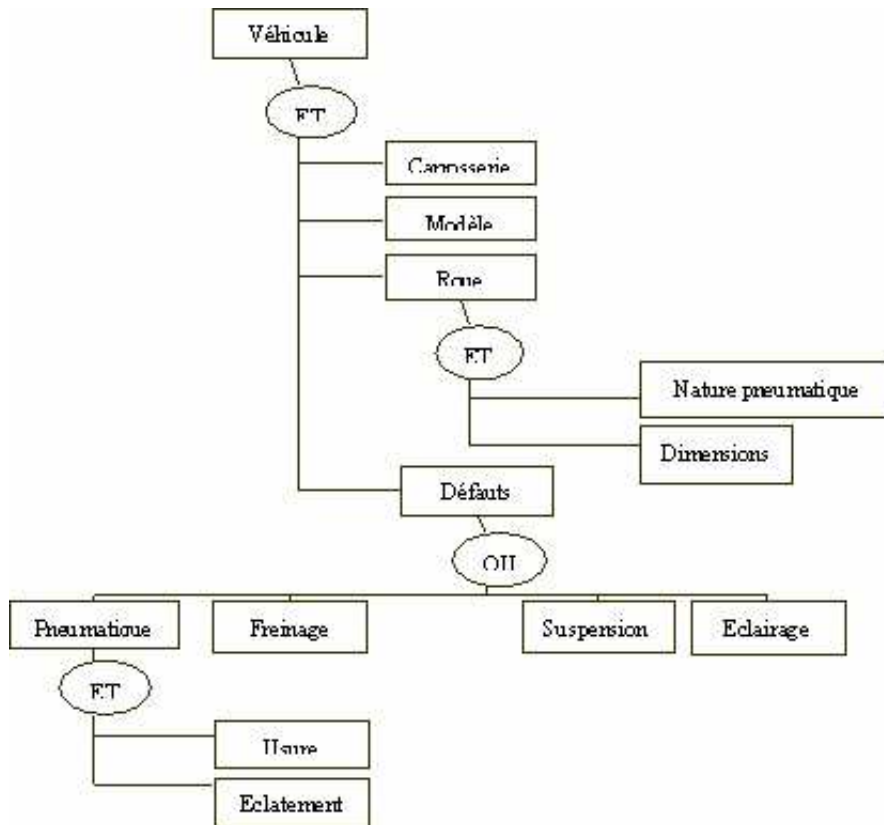 Véhicule
ET
Carrosserie
Modèle
Roue
ET
Nature pneumatique
Dimensions
Défauts
OU
Pneumatique
Freinage
Suspension
Eclairage
ET
Usure
Eclatement